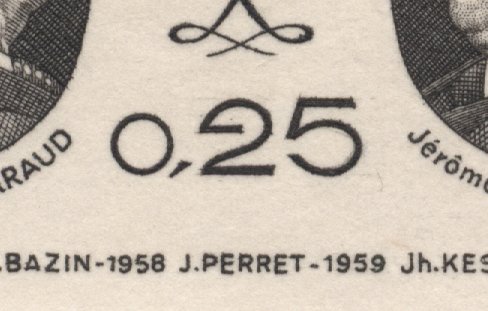 0,25
RAUD
Jérôm
.BAZIN-1958 J.PERRET-1959 Jh.KES